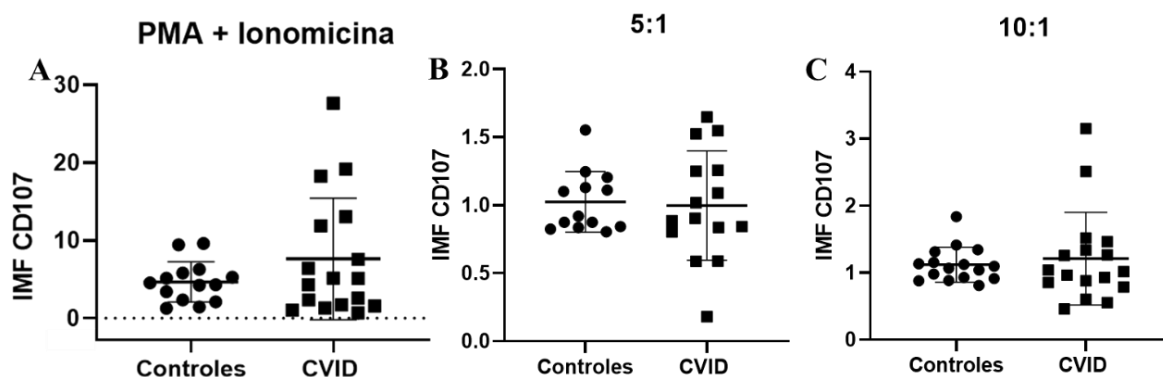 PMA + Ionomicina
A
IMF CD107
30
20
10
0
Controles
CVID
5:1
B
IMF CD107
2.0
1.5
1.0
0.5
0.0
Controles
CVID
10:1
C
IMF CD107
4
3
2
1
0
Controles
CVID